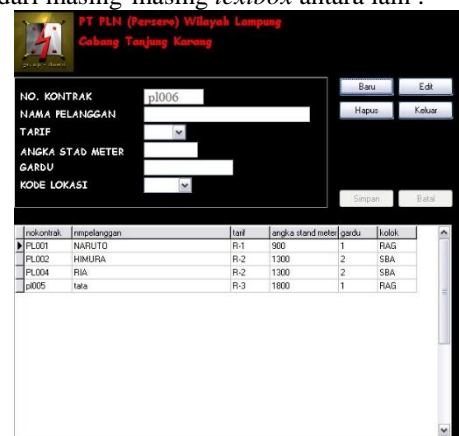 dari masing-masing textbox antara lain :
PT PLN (Persero) Wilayah Lampung
Cabang Tanjung Karang
NO. KONTRAK pl006
NAMA PELANGGAN
TARIF
ANGKA STAD METER
GARDU
KODE LOKASI
Baru Edit
Hapus Keluar
Simpan Batal
nokontrak nmpelanggan tarif angka stand meter gardu kolok
PL001 NARUTO R-1 900 1 RAG
PL002 HIMURA R-2 1300 2 SBA
PL004 RIA R-2 1300 2 SBA
pl005 tata R-3 1800 1 RAG